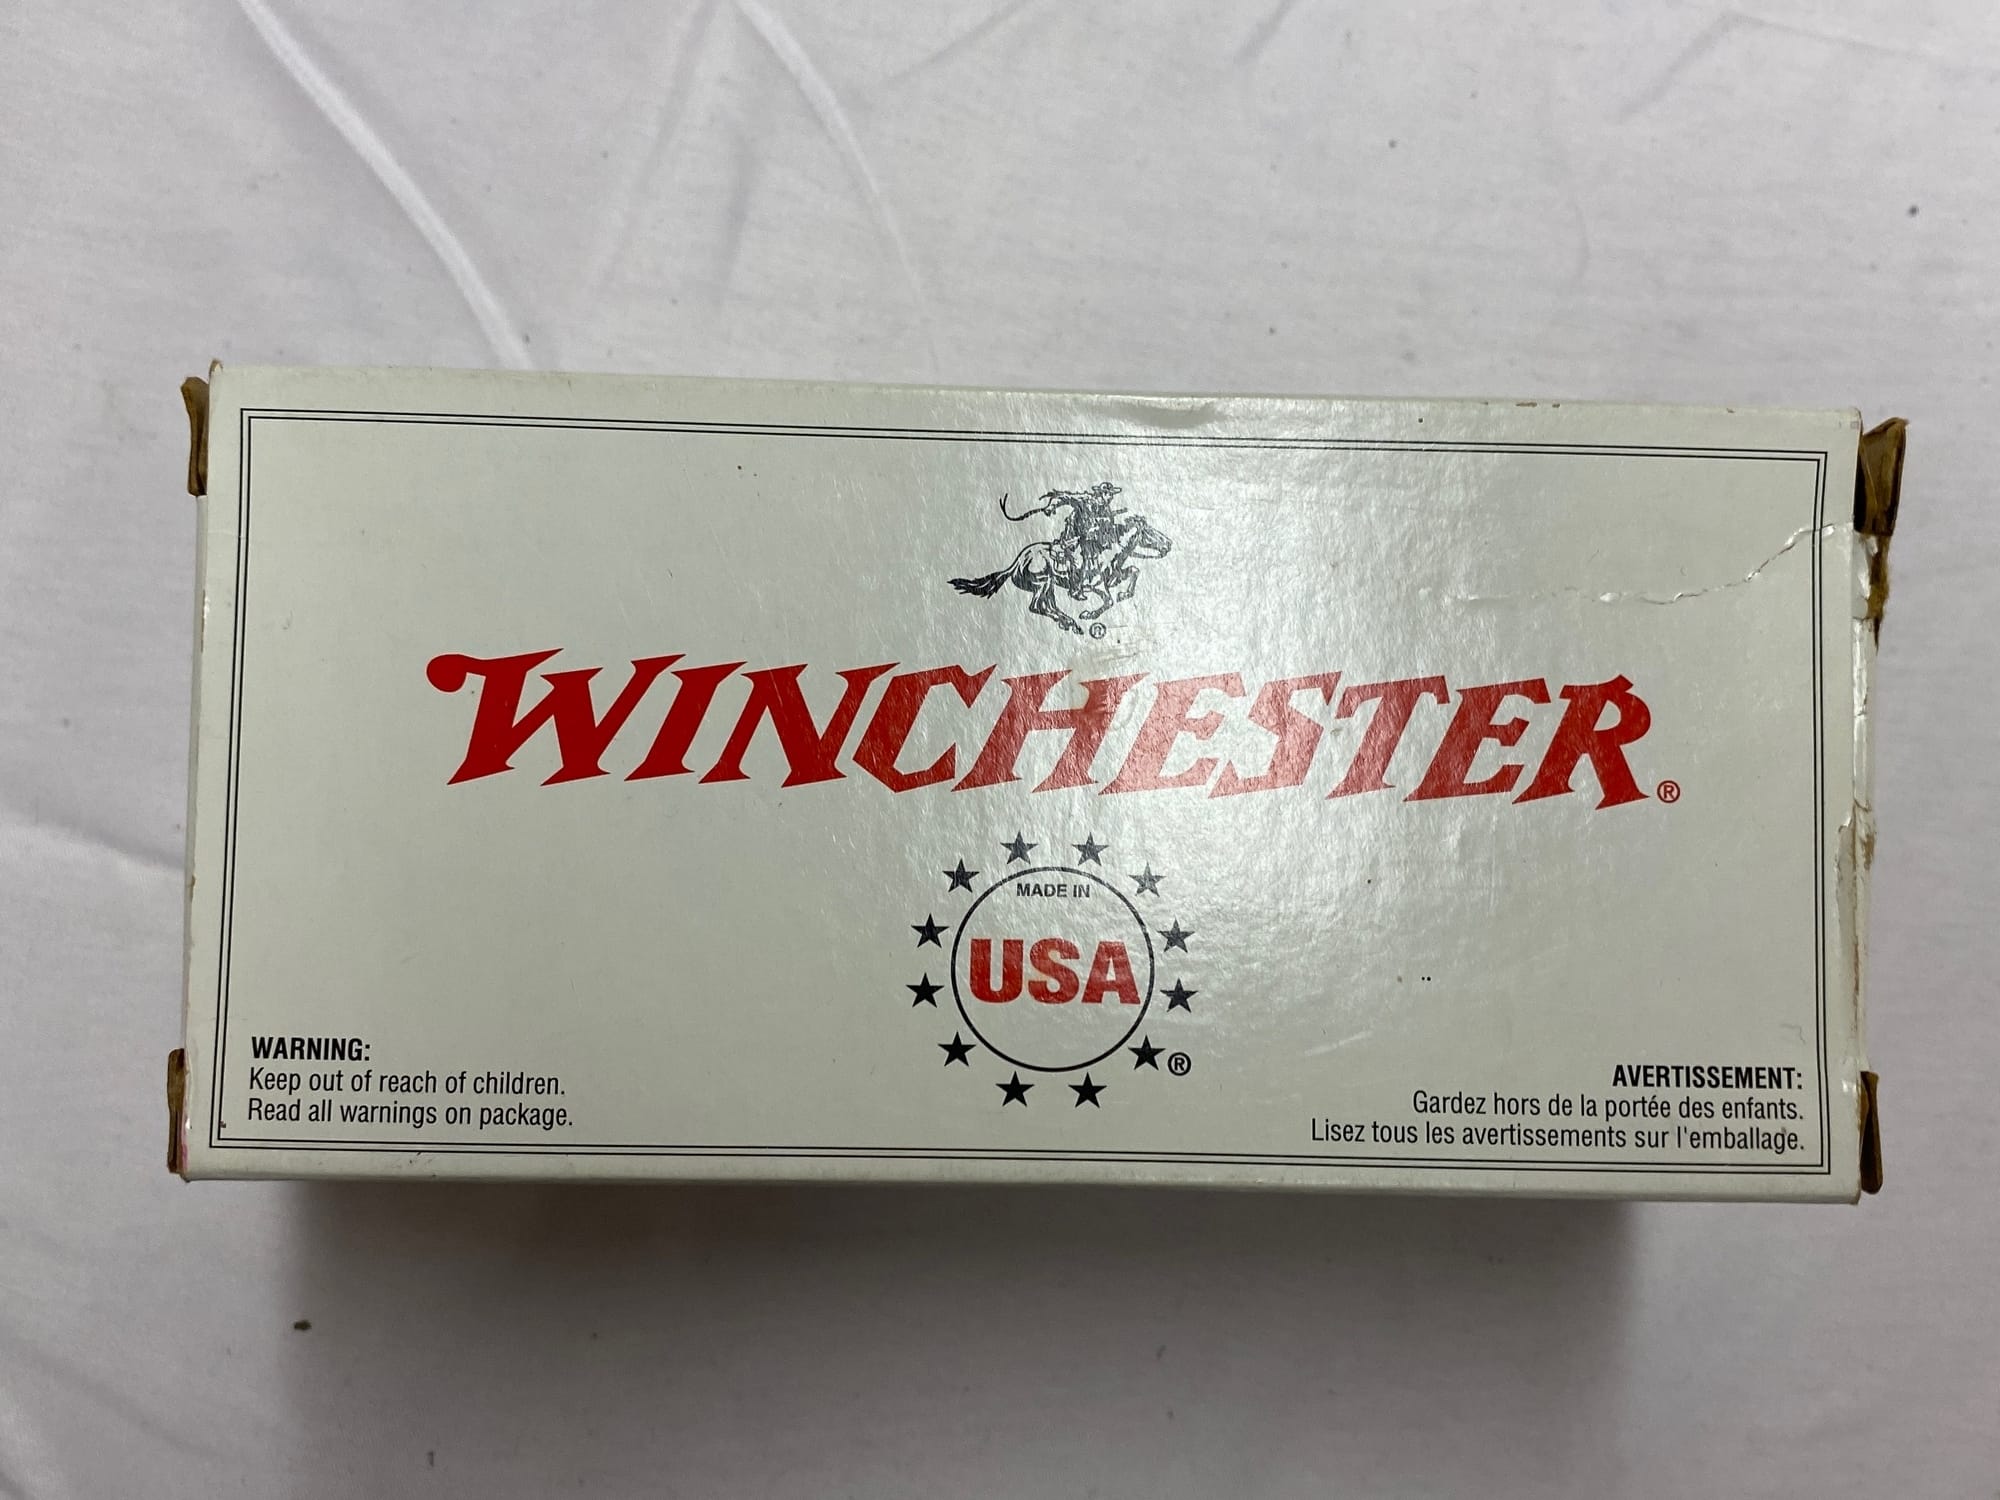 ®
WINCHESTER®
MADE IN
USA
®
WARNING:
Keep out of reach of children.
Read all warnings on package.
AVERTISSEMENT:
Gardez hors de la portée des enfants.
Lisez tous les avertissements sur l'emballage.